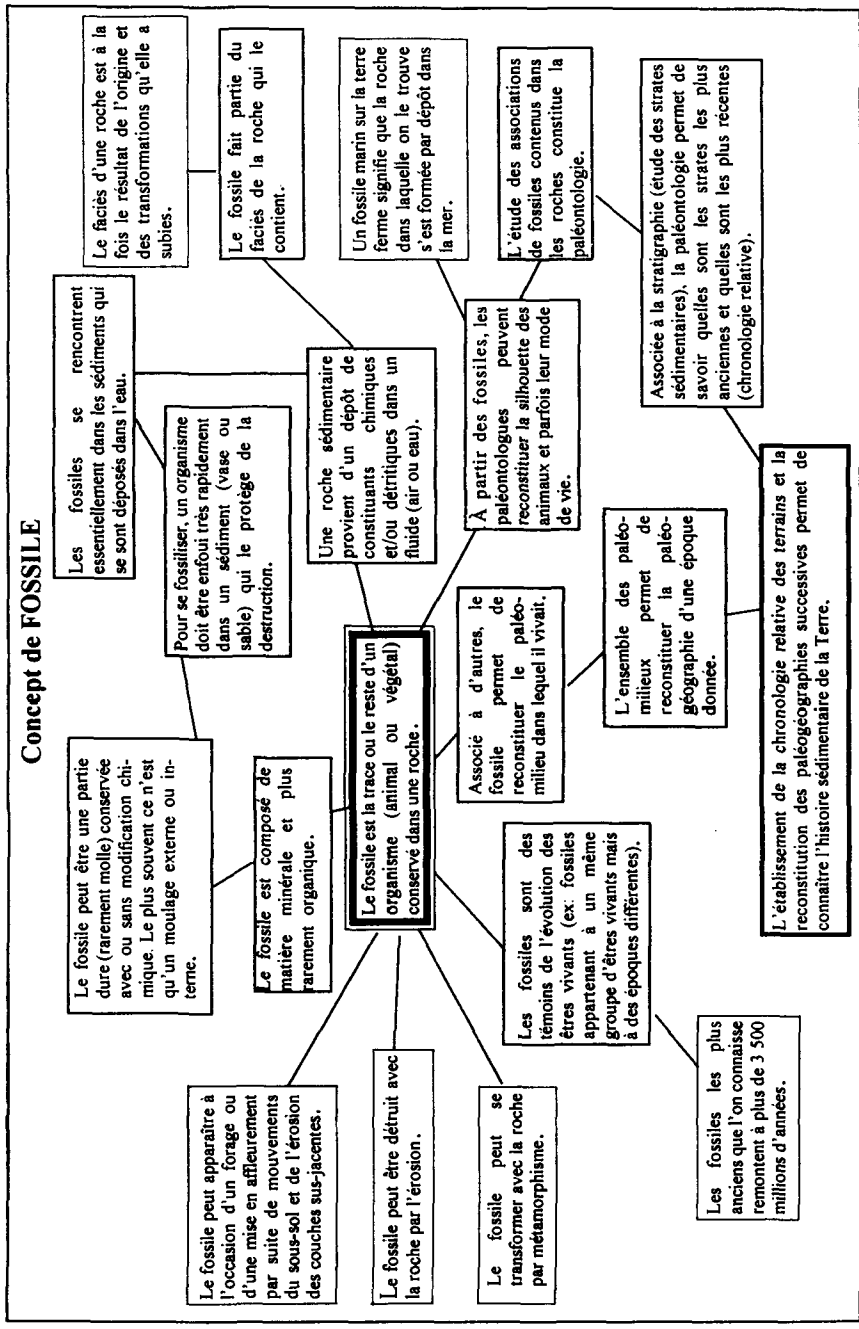 Concept de FOSSILE
Le fossile peut apparaître à
l'occasion d'un forage ou
d'une mise en affleurement
par suite de mouvements
du sous-sol et de l'érosion
des couches sus-jacentes.
Le fossile peut être détruit avec
la roche par l'érosion.
Le fossile peut se
transformer avec la roche
par métamorphisme.
Les fossiles les plus
anciens que l'on connaisse
remontent à plus de 3 500
millions d'années.
Le fossile peut être une partie
dure (rarement molle) conservée
avec ou sans modification chi-
mique. Le plus souvent ce n'est
qu'un moulage externe ou in-
terne.
Le fossile est composé de
matière minérale et plus
rarement organique.
Le fossile est la trace ou le reste d'un
organisme (animal ou végétal)
conservé dans une roche.
Les fossiles sont des
témoins de l'évolution des
êtres vivants (ex: fossiles
appartenant à un même
groupe d'êtres vivants mais
à des époques différentes).
Associé à d'autres, le
fossile permet de
reconstituer le paléo-
milieu dans lequel il vivait.
L'ensemble des paléo-
milieux permet de
reconstituer la paléo-
géographie d'une époque
donnée.
L'établissement de la chronologie relative des terrains et la
reconstitution des paléogéographies successives permet de
connaître l'histoire sédimentaire de la Terre.
Les fossiles se rencontrent
essentiellement dans les sédiments qui
se sont déposés dans l'eau.
Pour se fossiliser, un organisme
doit être enfoui très rapidement
dans un sédiment (vase ou
sable) qui le protège de la
destruction.
Une roche sédimentaire
provient d'un dépôt de
constituants chimiques
et/ou détritiques dans un
fluide (air ou eau).
À partir des fossiles, les
paléontologues peuvent
reconstituer la silhouette des
animaux et parfois leur mode
de vie.
Le faciès d'une roche est à la
fois le résultat de l'origine et
des transformations qu'elle a
subies.
Le fossile fait partie du
faciès de la roche qui le
contient.
Un fossile marin sur la terre
ferme signifie que la roche
dans laquelle on le trouve
s'est formée par dépôt dans
la mer.
L'étude des associations
de fossiles contenus dans
les roches constitue la
paléontologie.
Associée à la stratigraphie (étude des strates
sédimentaires), la paléontologie permet de
savoir quelles sont les strates les plus
anciennes et quelles sont les plus récentes
(chronologie relative).